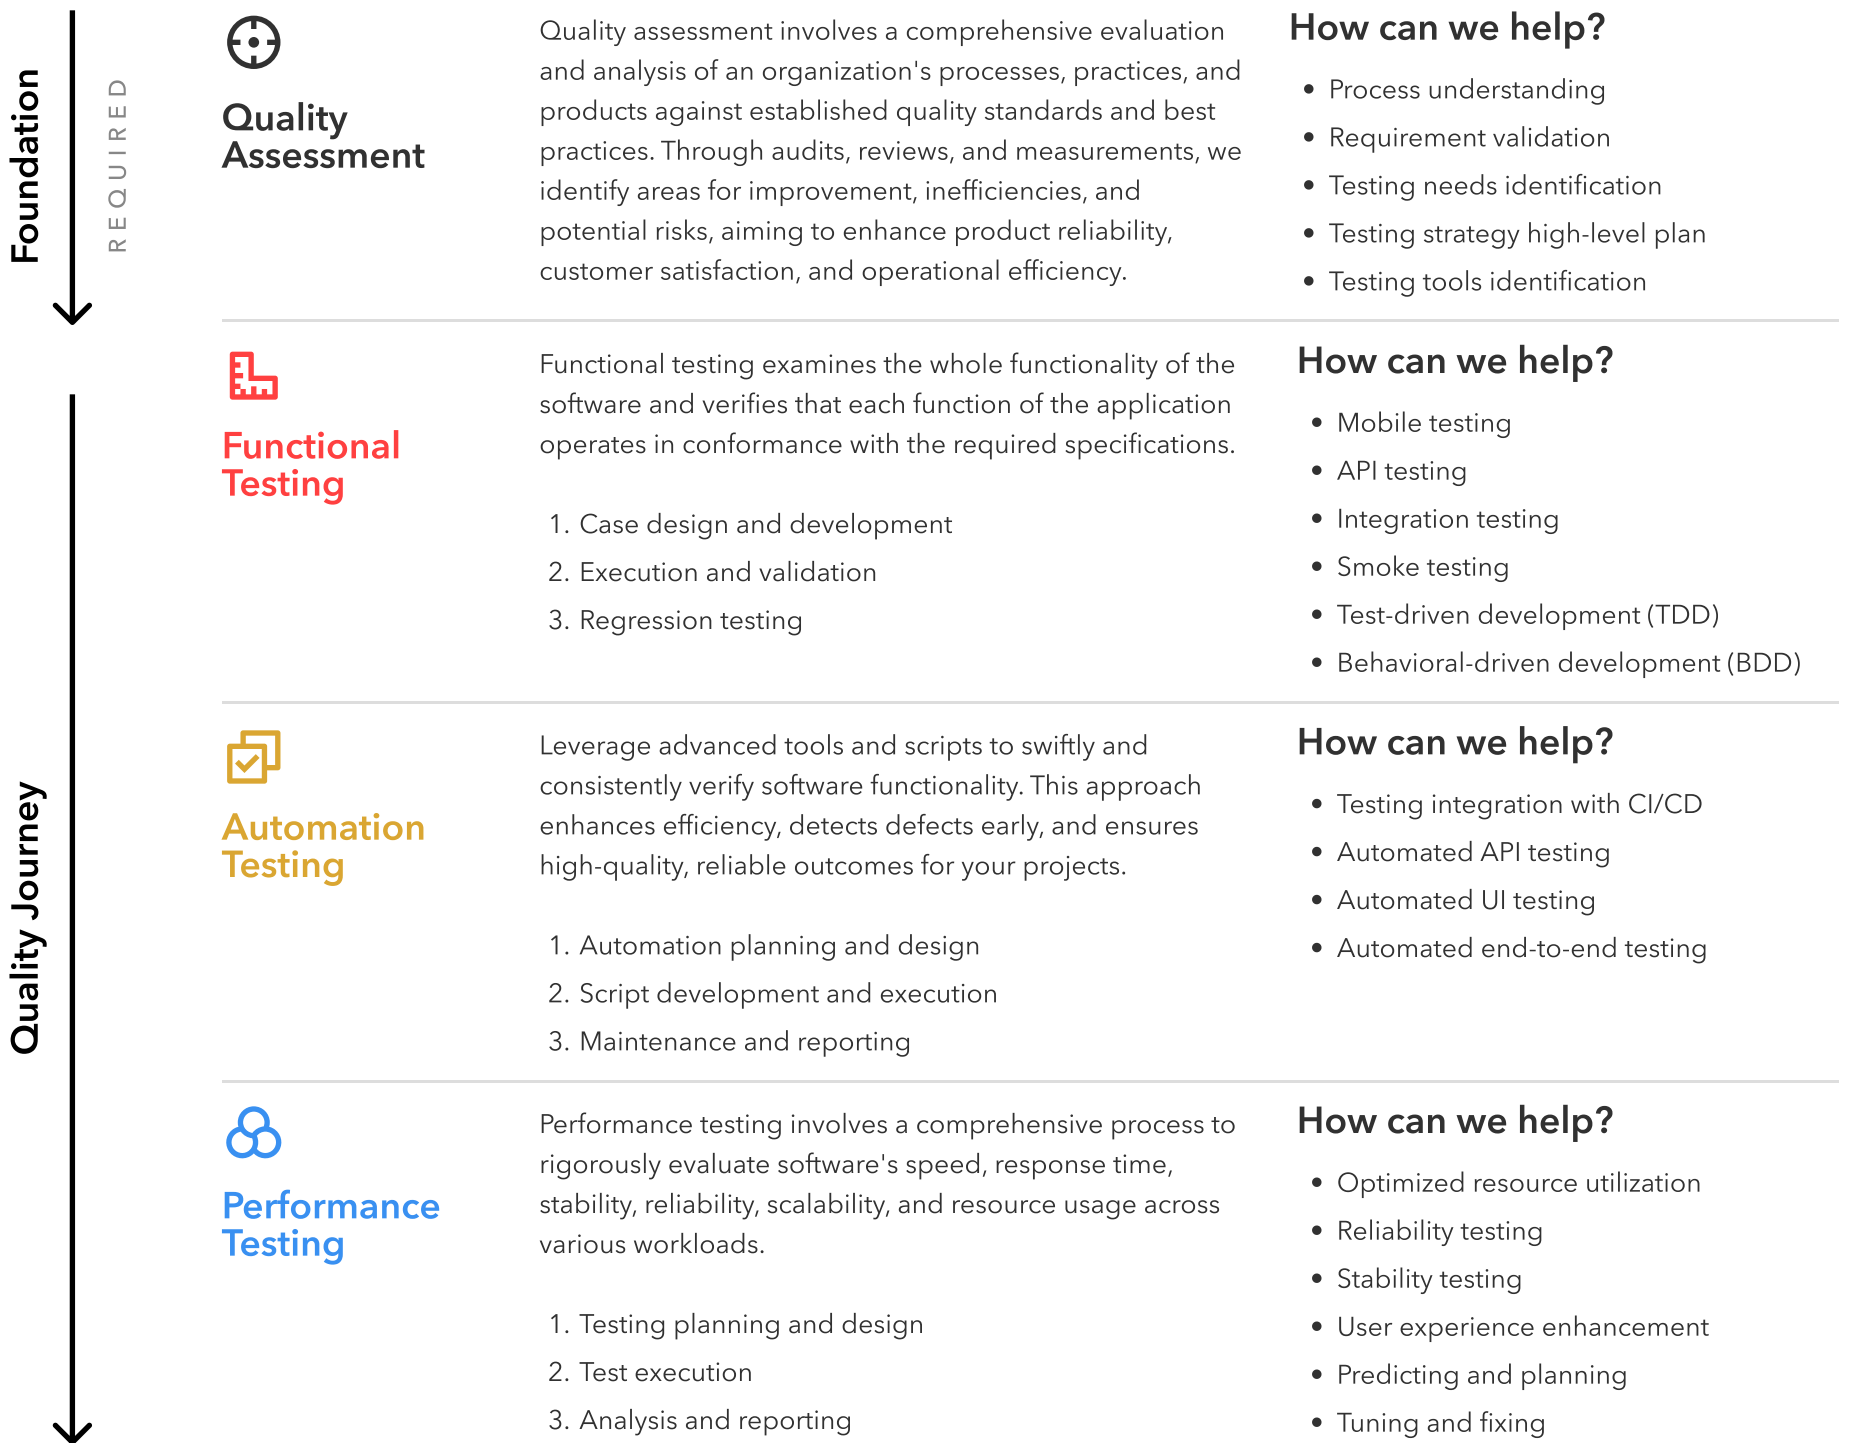 Foundation
REQUIRED
Quality
Assessment
Quality assessment involves a comprehensive evaluation
and analysis of an organization's processes, practices, and
products against established quality standards and best
practices. Through audits, reviews, and measurements, we
identify areas for improvement, inefficiencies, and
potential risks, aiming to enhance product reliability,
customer satisfaction, and operational efficiency.
How can we help?
• Process understanding
• Requirement validation
• Testing needs identification
• Testing strategy high-level plan
• Testing tools identification
Quality Journey
Functional
Testing
Functional testing examines the whole functionality of the
software and verifies that each function of the application
operates in conformance with the required specifications.
1. Case design and development
2. Execution and validation
3. Regression testing
How can we help?
• Mobile testing
• API testing
• Integration testing
• Smoke testing
• Test-driven development (TDD)
• Behavioral-driven development (BDD)
Automation
Testing
Leverage advanced tools and scripts to swiftly and
consistently verify software functionality. This approach
enhances efficiency, detects defects early, and ensures
high-quality, reliable outcomes for your projects.
1. Automation planning and design
2. Script development and execution
3. Maintenance and reporting
How can we help?
• Testing integration with CI/CD
• Automated API testing
• Automated UI testing
• Automated end-to-end testing
Performance
Testing
Performance testing involves a comprehensive process to
rigorously evaluate software's speed, response time,
stability, reliability, scalability, and resource usage across
various workloads.
1. Testing planning and design
2. Test execution
3. Analysis and reporting
How can we help?
• Optimized resource utilization
• Reliability testing
• Stability testing
• User experience enhancement
• Predicting and planning
• Tuning and fixing